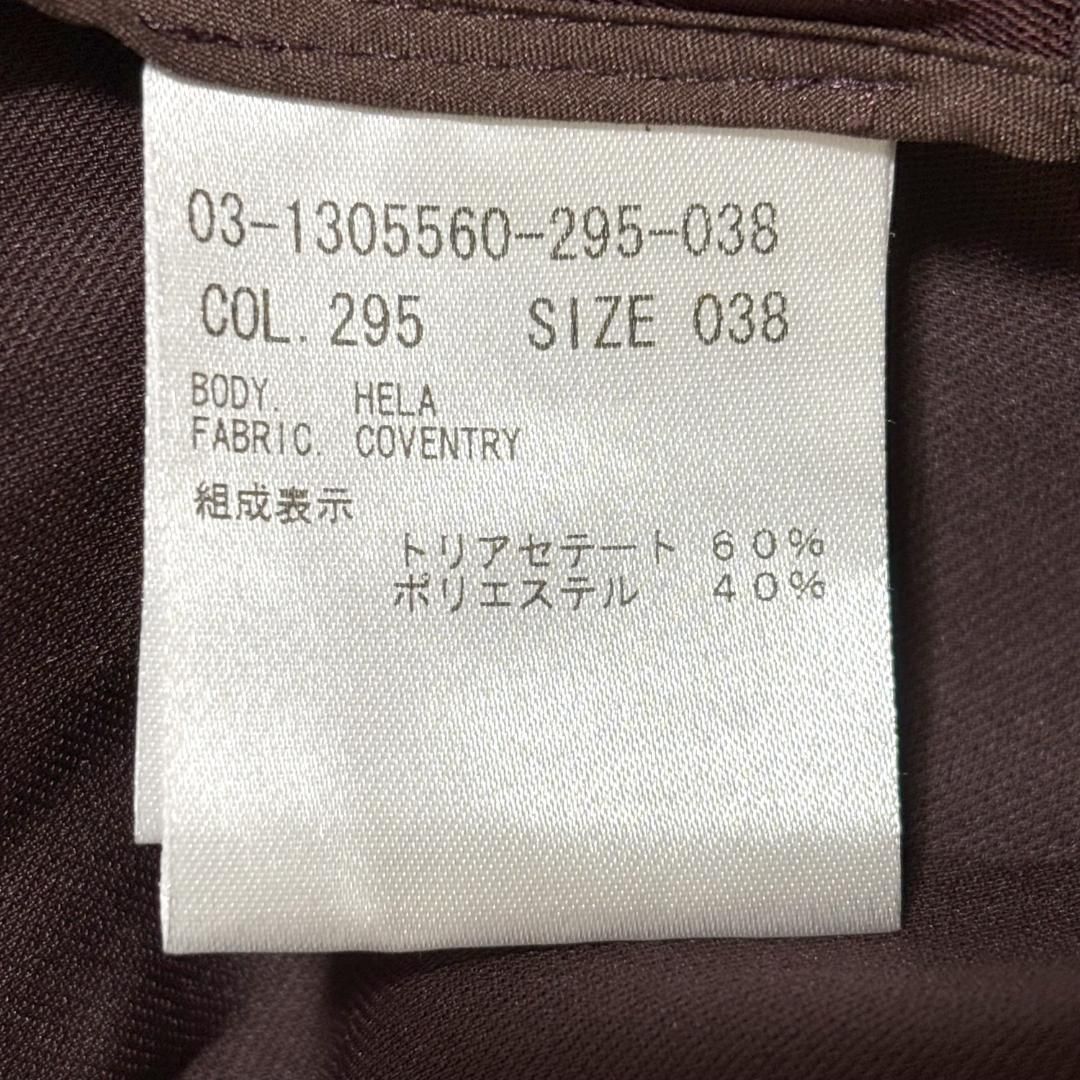 03-1305560-295-038
COL. 295 SIZE 038
BODY. HELA
FABRIC. COVENTRY
組成表示
トリアセテート 60%
ポリエステル 40%